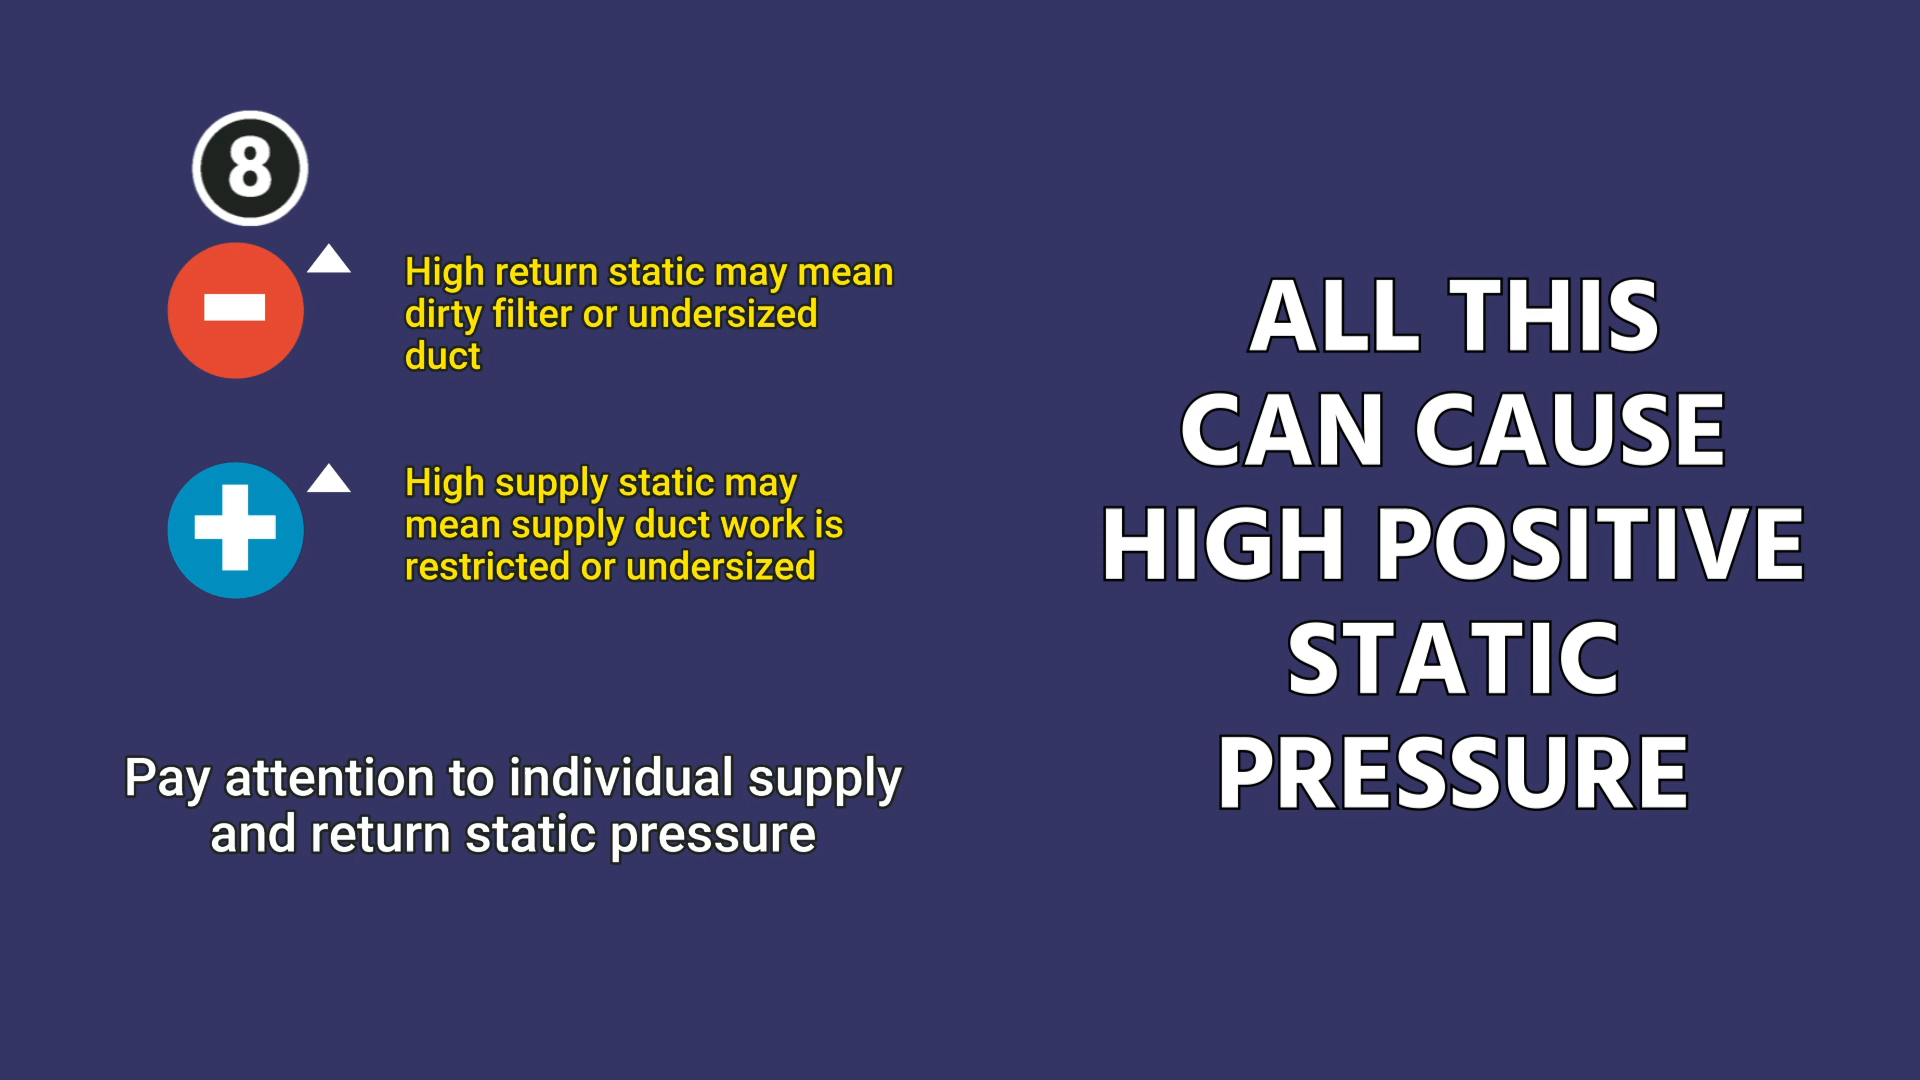 8
High return static may mean
dirty filter or undersized
duct
High supply static may
mean supply duct work is
restricted or undersized
Pay attention to individual supply
and return static pressure
ALL THIS
CAN CAUSE
HIGH POSITIVE
STATIC
PRESSURE